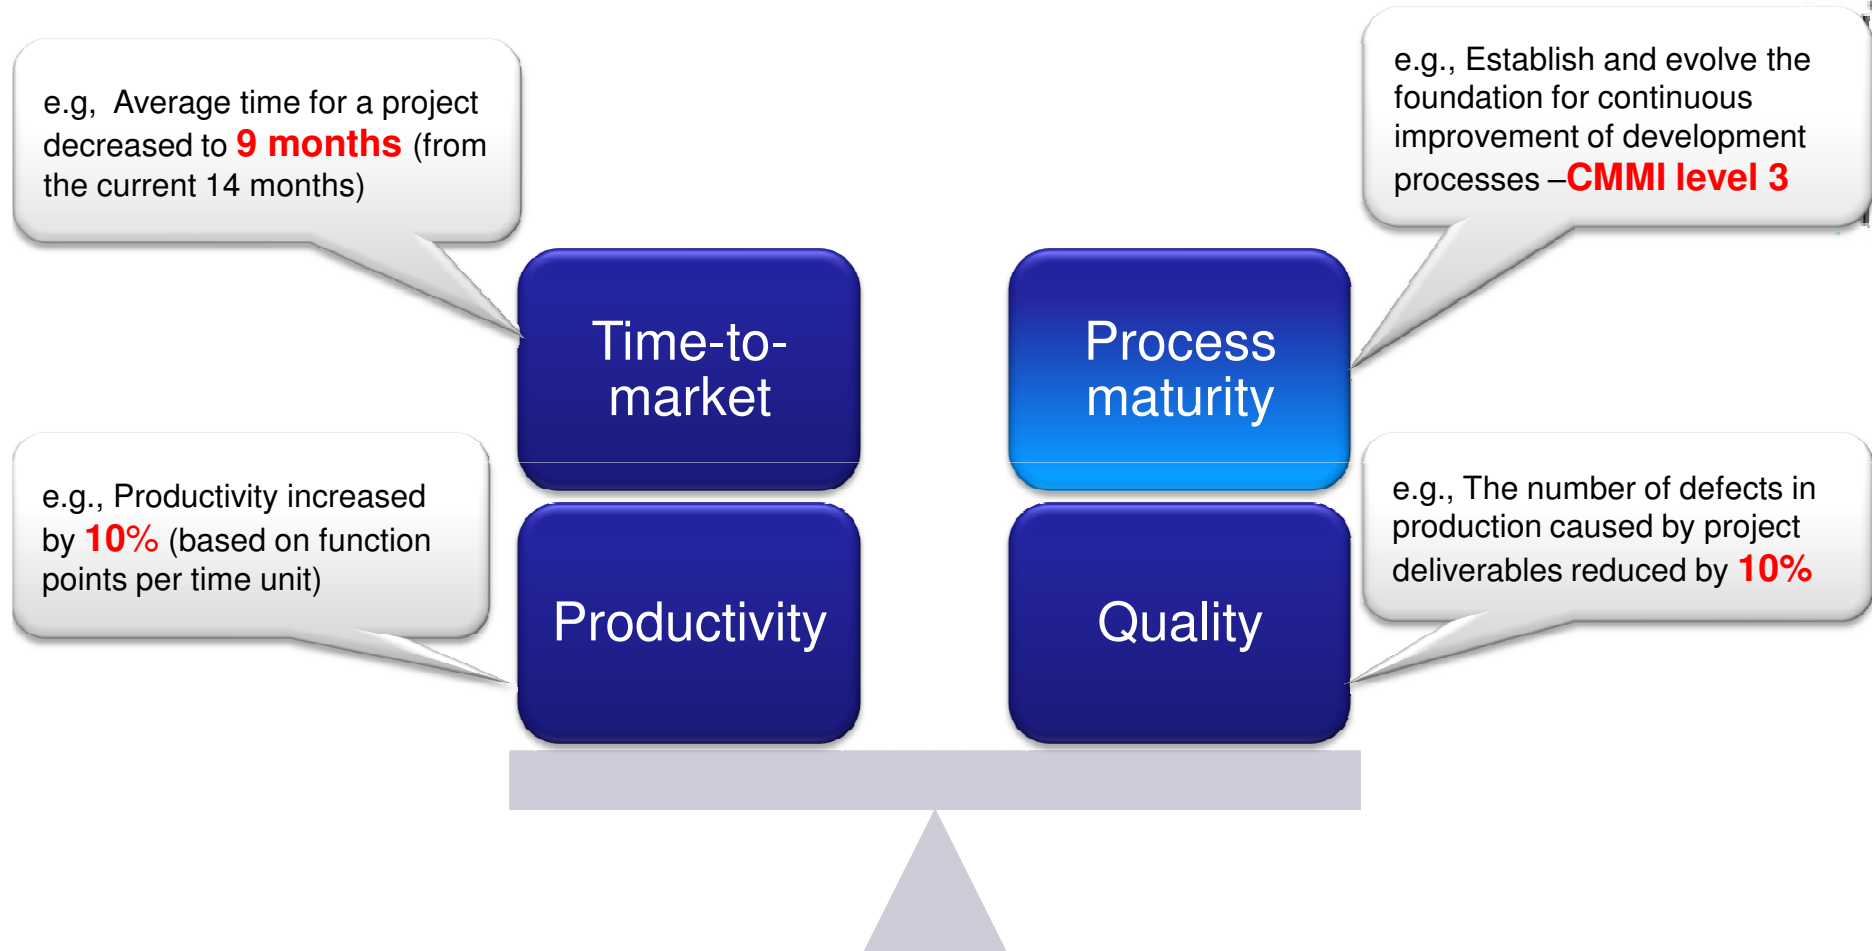 e.g,  Average time for a project
decreased to 9 months (from
the current 14 months)
e.g., Establish and evolve the
foundation for continuous
improvement of development
processes –CMMI level 3
Time-to-
market
Process
maturity
e.g., Productivity increased
by 10% (based on function
points per time unit)
e.g., The number of defects in
production caused by project
deliverables reduced by 10%
Productivity
Quality